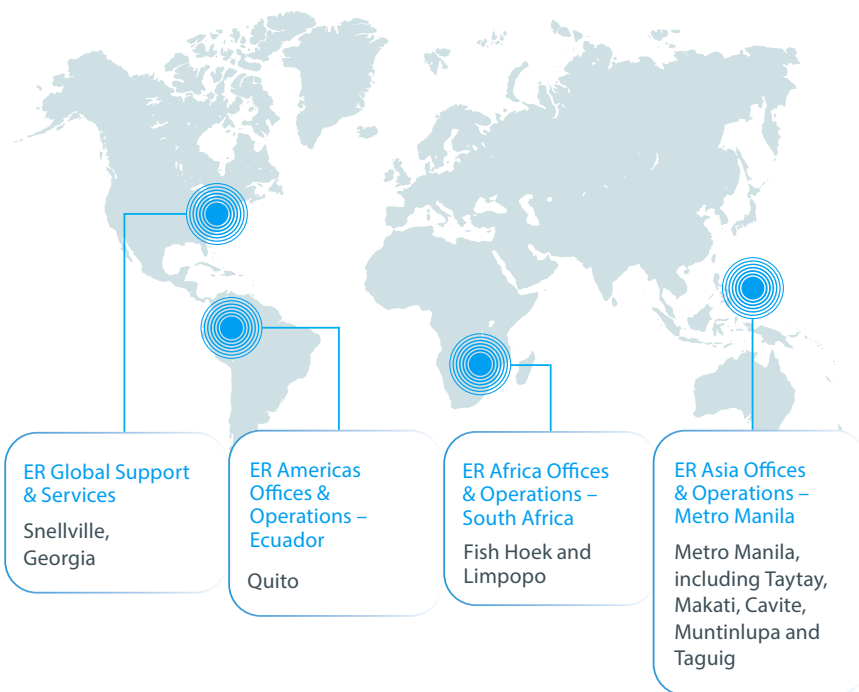 ER Global Support
& Services
Snellville,
Georgia
ER Americas
Offices &
Operations –
Ecuador
Quito
ER Africa Offices
& Operations –
South Africa
Fish Hoek and
Limpopo
ER Asia Offices
& Operations –
Metro Manila
Metro Manila,
including Taytay,
Makati, Cavite,
Muntinlupa and
Taguig